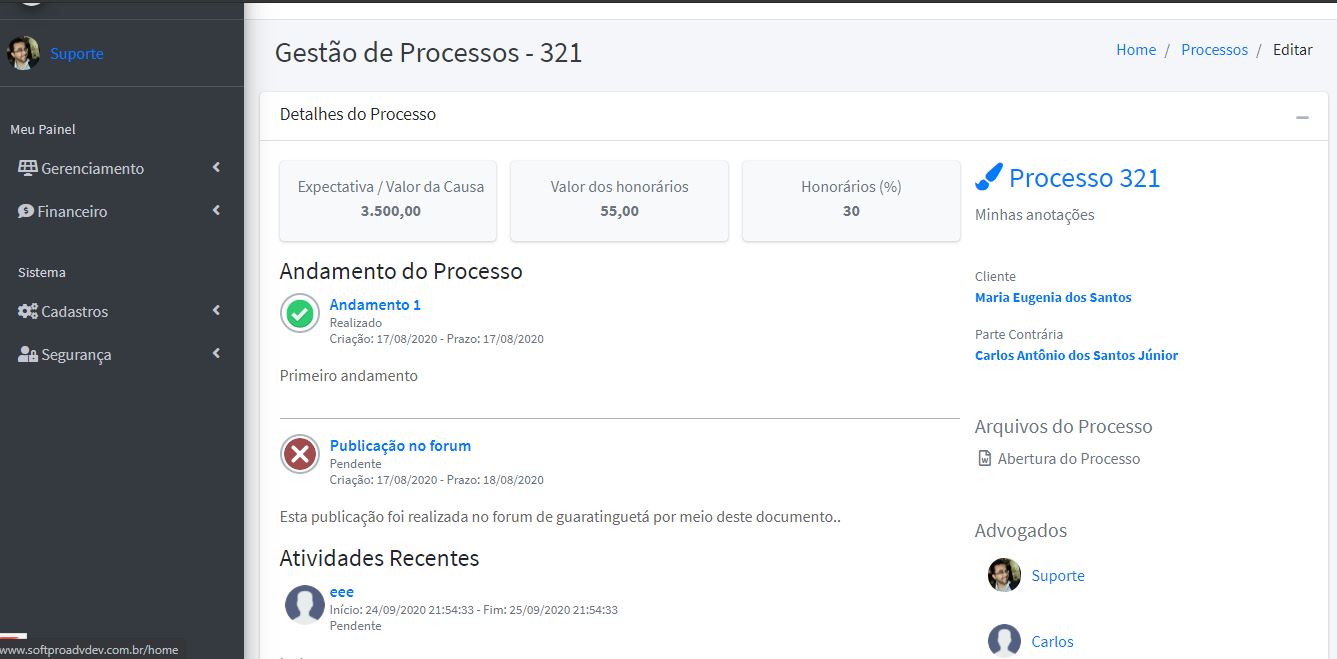 Suporte
Meu Painel
Gerenciamento
Financeiro
Sistema
Cadastros
Segurança
www.softproadvdev.com.br/home
Gestão de Processos - 321
Home / Processos / Editar
Detalhes do Processo
Expectativa / Valor da Causa
3.500,00
Valor dos honorários
55,00
Honorários (%)
30
Andamento do Processo
Andamento 1
Realizado
Criação: 17/08/2020 - Prazo: 17/08/2020
Primeiro andamento
Publicação no forum
Pendente
Criação: 17/08/2020 - Prazo: 18/08/2020
Esta publicação foi realizada no forum de guaratinguetá por meio deste documento..
Atividades Recentes
eee
Início: 24/09/2020 21:54:33 - Fim: 25/09/2020 21:54:33
Pendente
Processo 321
Minhas anotações
Cliente
Maria Eugenia dos Santos
Parte Contrária
Carlos Antônio dos Santos Júnior
Arquivos do Processo
Abertura do Processo
Advogados
Suporte
Carlos